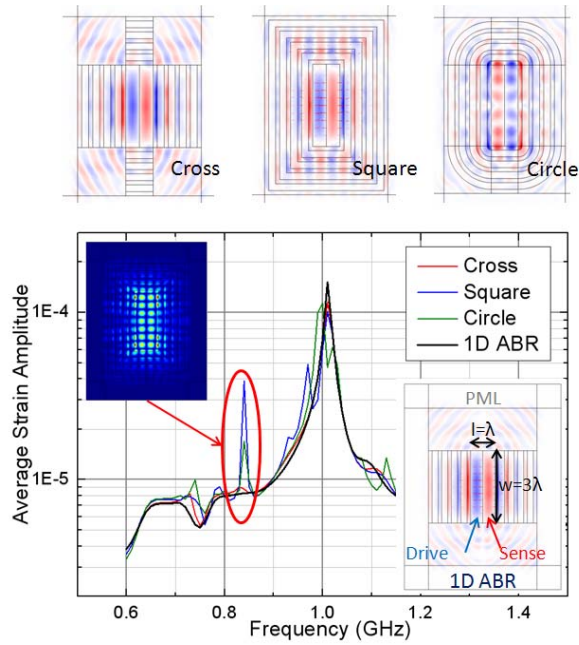 Cross
Square
Circle
Average Strain Amplitude
1E-4
1E-5
Cross
Square
Circle
1D ABR
PML
l=λ
w=3λ
Drive
Sense
1D ABR
0.6
0.8
1.0
1.2
1.4
Frequency (GHz)